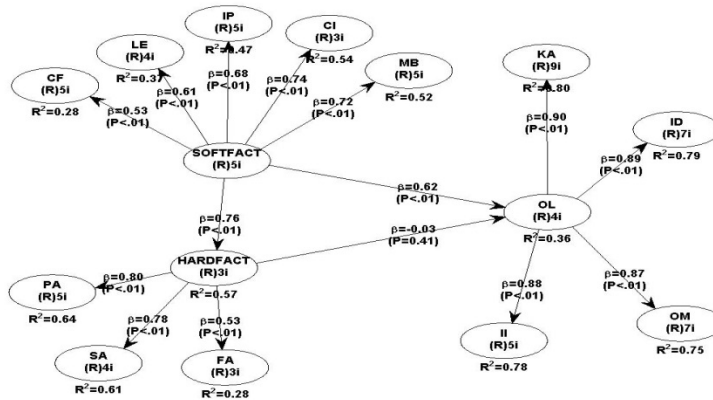 IP
(R)5i
R²=0.47
CI
(R)3i
R²=0.54
LE
(R)4i
R²=0.37
MB
(R)5i
R²=0.52
CF
(R)5i
R²=0.28
KA
(R)9i
R²=0.80
ID
(R)7i
R²=0.79
β=0.53
(P<.01)
β=0.61
(P<.01)
β=0.68
(P<.01)
β=0.74
(P<.01)
β=0.72
(P<.01)
β=0.90
(P<.01)
β=0.89
(P<.01)
SOFTFACT
(R)5i
β=0.62
(P<.01)
OL
(R)4i
R²=0.36
β=0.76
(P<.01)
β=-0.03
(P=0.41)
HARDFACT
(R)3i
R²=0.57
β=0.80
(P<.01)
PA
(R)5i
R²=0.64
β=0.78
(P<.01)
β=0.53
(P<.01)
β=0.88
(P<.01)
β=0.87
(P<.01)
SA
(R)4i
R²=0.61
FA
(R)3i
R²=0.28
II
(R)5i
R²=0.78
OM
(R)7i
R²=0.75